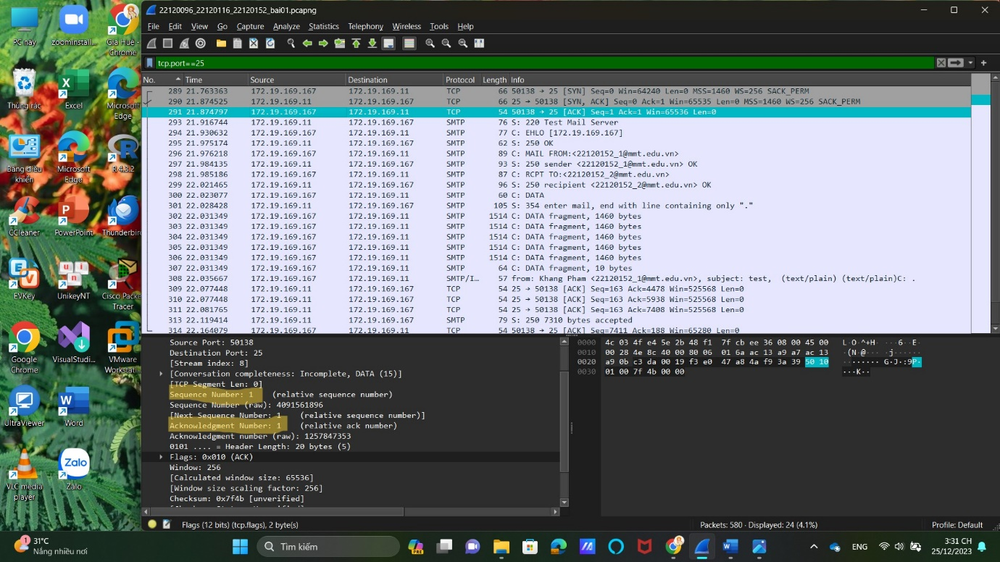 PC này
zoominstall...
Gia Huệ - Chrome
Thùng rác
Excel
Microsoft Edge
Bảng điều khiển
Microsoft Edge
R 4.3.2
CCleaner
PowerPoint
Thunderbird
EVKey
UnikeyNT
Cisco Packe Tracer
Google Chrome
VisualStudi...
VMware Workstati...
UltraViewer
Word
VLC media player
Zalo
22120096_22120116_22120152_bai01.pcapng
File Edit View Go Capture Analyze Statistics Telephony Wireless Tools Help
tcp.port==25
No. Time Source Destination Protocol Length Info
289 21.763363 172.19.169.167 172.19.169.11 TCP 66 50138 → 25 [SYN] Seq=0 Win=64240 Len=0 MSS=1460 WS=256 SACK_PERM
290 21.874525 172.19.169.11 172.19.169.167 TCP 66 25 → 50138 [SYN, ACK] Seq=0 Ack=1 Win=65535 Len=0 MSS=1460 WS=256 SACK_PERM
291 21.874797 172.19.169.167 172.19.169.11 TCP 54 50138 → 25 [ACK] Seq=1 Ack=1 Win=65536 Len=0
293 21.916744 172.19.169.11 172.19.169.167 SMTP 76 S: 220 Test Mail Server
294 21.930632 172.19.169.167 172.19.169.11 SMTP 77 C: EHLO [172.19.169.167]
295 21.975174 172.19.169.11 172.19.169.167 SMTP 62 S: 250 OK
296 21.976218 172.19.169.167 172.19.169.11 SMTP 89 C: MAIL FROM:<22120152_1@mmt.edu.vn>
297 21.984135 172.19.169.11 172.19.169.167 SMTP 93 S: 250 sender <22120152_1@mmt.edu.vn> OK
298 21.985186 172.19.169.167 172.19.169.11 SMTP 87 C: RCPT TO:<22120152_2@mmt.edu.vn>
299 22.021465 172.19.169.11 172.19.169.167 SMTP 96 S: 250 recipient <22120152_2@mmt.edu.vn> OK
300 22.023077 172.19.169.167 172.19.169.11 SMTP 60 C: DATA
301 22.028428 172.19.169.11 172.19.169.167 SMTP 105 S: 354 enter mail, end with line containing only "."
302 22.031349 172.19.169.167 172.19.169.11 SMTP 1514 C: DATA fragment, 1460 bytes
303 22.031349 172.19.169.167 172.19.169.11 SMTP 1514 C: DATA fragment, 1460 bytes
304 22.031349 172.19.169.167 172.19.169.11 SMTP 1514 C: DATA fragment, 1460 bytes
305 22.031349 172.19.169.167 172.19.169.11 SMTP 1514 C: DATA fragment, 1460 bytes
306 22.031349 172.19.169.167 172.19.169.11 SMTP 1514 C: DATA fragment, 1460 bytes
307 22.031349 172.19.169.167 172.19.169.11 SMTP 64 C: DATA fragment, 10 bytes
308 22.035667 172.19.169.167 172.19.169.11 SMTP/I... 57 from: Khang Pham <22120152_1@mmt.edu.vn>, subject: test, (text/plain) (text/plain)C: .
309 22.077448 172.19.169.11 172.19.169.167 TCP 54 25 → 50138 [ACK] Seq=163 Ack=4478 Win=525568 Len=0
310 22.077448 172.19.169.11 172.19.169.167 TCP 54 25 → 50138 [ACK] Seq=163 Ack=5938 Win=525568 Len=0
311 22.081765 172.19.169.11 172.19.169.167 TCP 54 25 → 50138 [ACK] Seq=163 Ack=7408 Win=525568 Len=0
313 22.119414 172.19.169.11 172.19.169.167 SMTP 79 S: 250 7310 bytes accepted
314 22.164079 172.19.169.167 172.19.169.11 TCP 54 50138 → 25 [ACK] Seq=7411 Ack=188 Win=65280 Len=0
Source Port: 50138
Destination Port: 25
[Stream index: 8]
[Conversation completeness: Incomplete, DATA (15)]
[TCP Segment Len: 0]
Sequence Number: 1 (relative sequence number)
Sequence Number (raw): 4091561896
[Next Sequence Number: 1 (relative sequence number)]
Acknowledgment Number: 1 (relative ack number)
Acknowledgment number (raw): 1257847353
0101 .... = Header Length: 20 bytes (5)
Flags: 0x010 (ACK)
Window: 256
[Calculated window size: 65536]
[Window size scaling factor: 256]
Checksum: 0x7f4b [unverified]
0000 4c 03 4f e4 5e 2b 48 f1 7f cb ee 36 08 00 45 00 L·O·^+H· ···6··E·
0010 00 28 4e 8c 40 00 80 06 01 6a ac 13 a9 a7 ac 13 ·(N·@··· ·j······
0020 a9 0b c3 da 00 19 f3 e0 47 a8 4a f9 3a 39 50 10 ········ G·J·:9P·
0030 01 00 7f 4b 00 00 ···K··
Flags (12 bits) (tcp.flags), 2 byte(s)
Packets: 580 · Displayed: 24 (4.1%)
Profile: Default
1
31°C
Nắng nhiều nơi
Tìm kiếm
PRE
ENG
3:31 CH
25/12/2023